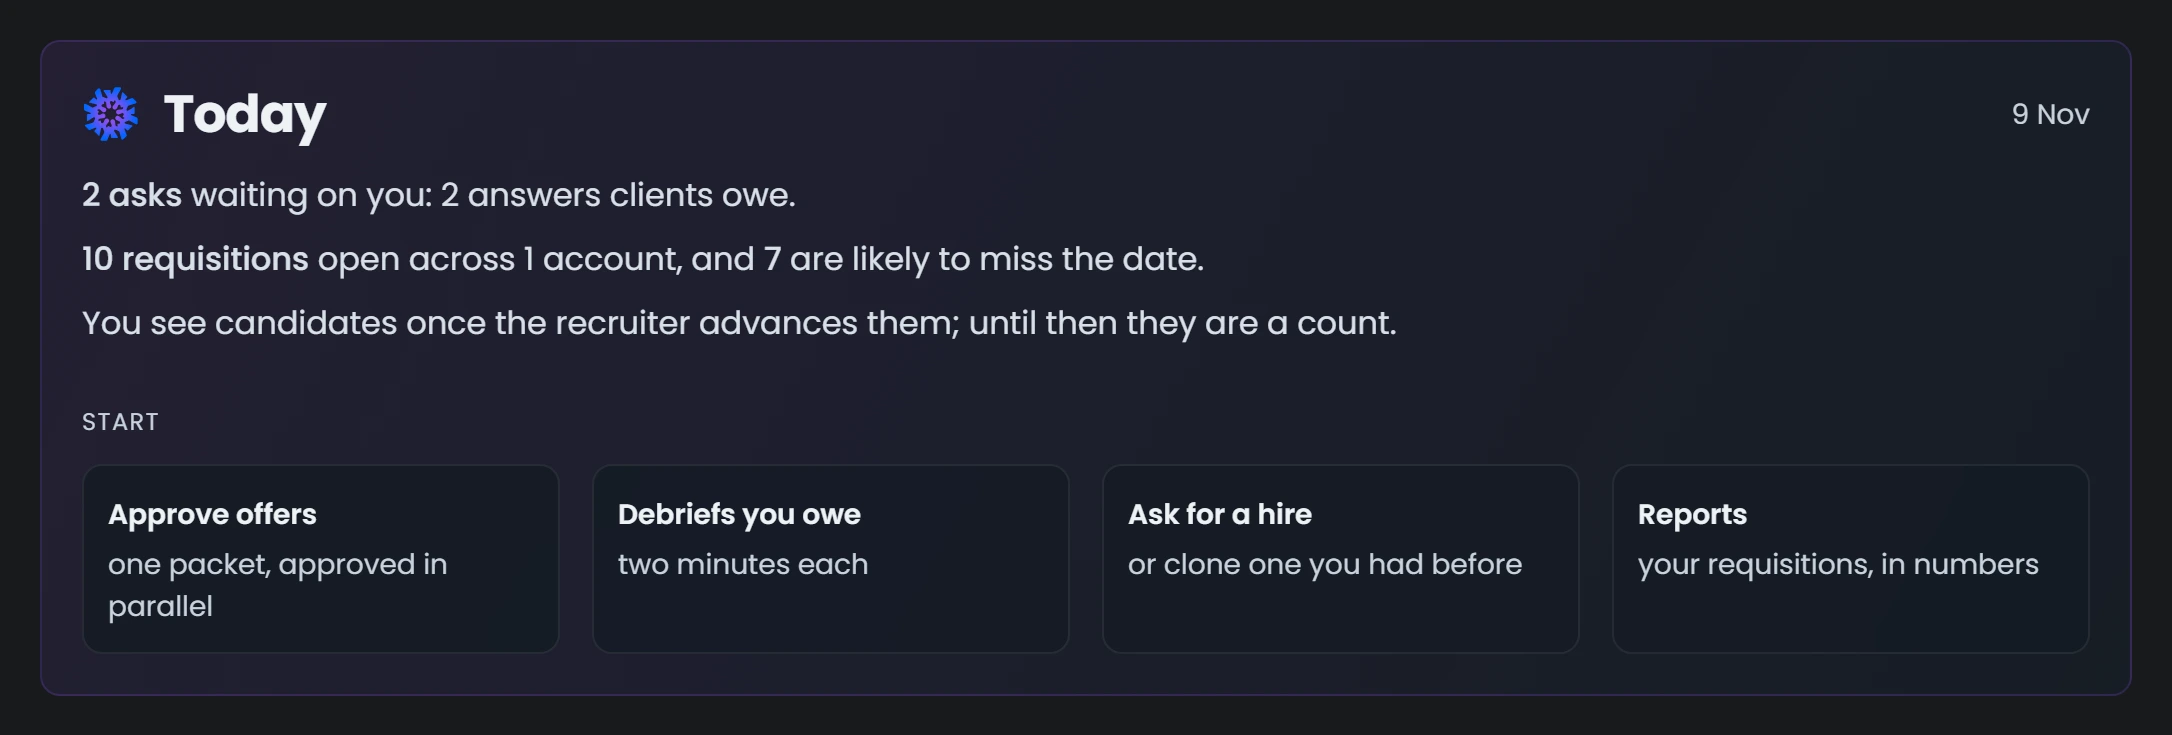 Today
9 Nov
2 asks waiting on you: 2 answers clients owe.
10 requisitions open across 1 account, and 7 are likely to miss the date.
You see candidates once the recruiter advances them; until then they are a count.
START
Approve offers
one packet, approved in
parallel
Debriefs you owe
two minutes each
Ask for a hire
or clone one you had before
Reports
your requisitions, in numbers